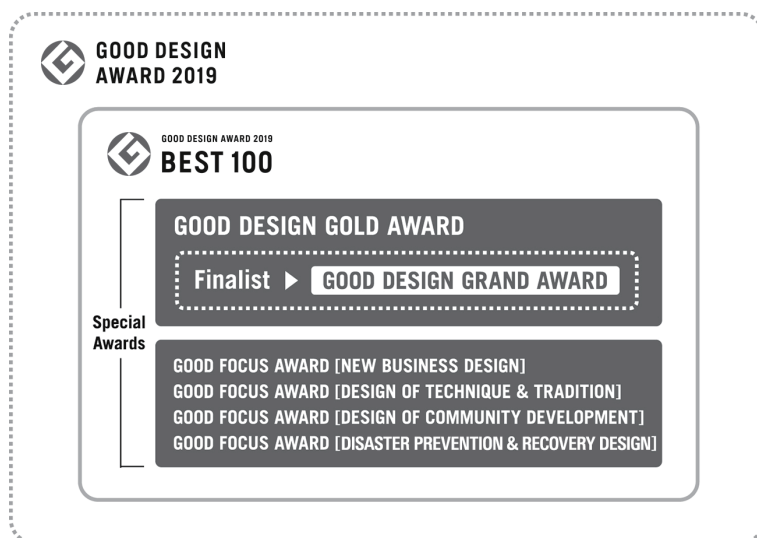 GOOD DESIGN
AWARD 2019
GOOD DESIGN AWARD 2019
BEST 100
GOOD DESIGN GOLD AWARD
Finalist ▶ GOOD DESIGN GRAND AWARD
Special
Awards
GOOD FOCUS AWARD [NEW BUSINESS DESIGN]
GOOD FOCUS AWARD [DESIGN OF TECHNIQUE & TRADITION]
GOOD FOCUS AWARD [DESIGN OF COMMUNITY DEVELOPMENT]
GOOD FOCUS AWARD [DISASTER PREVENTION & RECOVERY DESIGN]